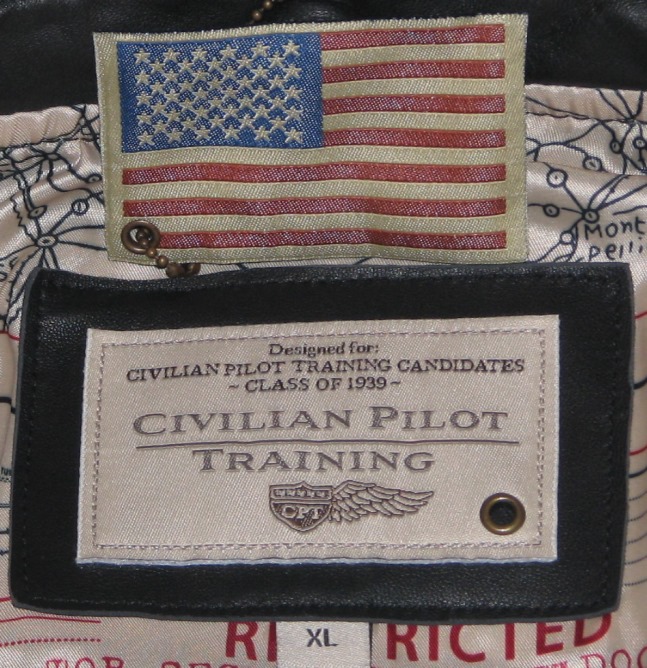 Mont
pelli
Designed for:
CIVILIAN PILOT TRAINING CANDIDATES
~ CLASS OF 1939 ~
CIVILIAN PILOT
TRAINING
CPT
XL
RICTED